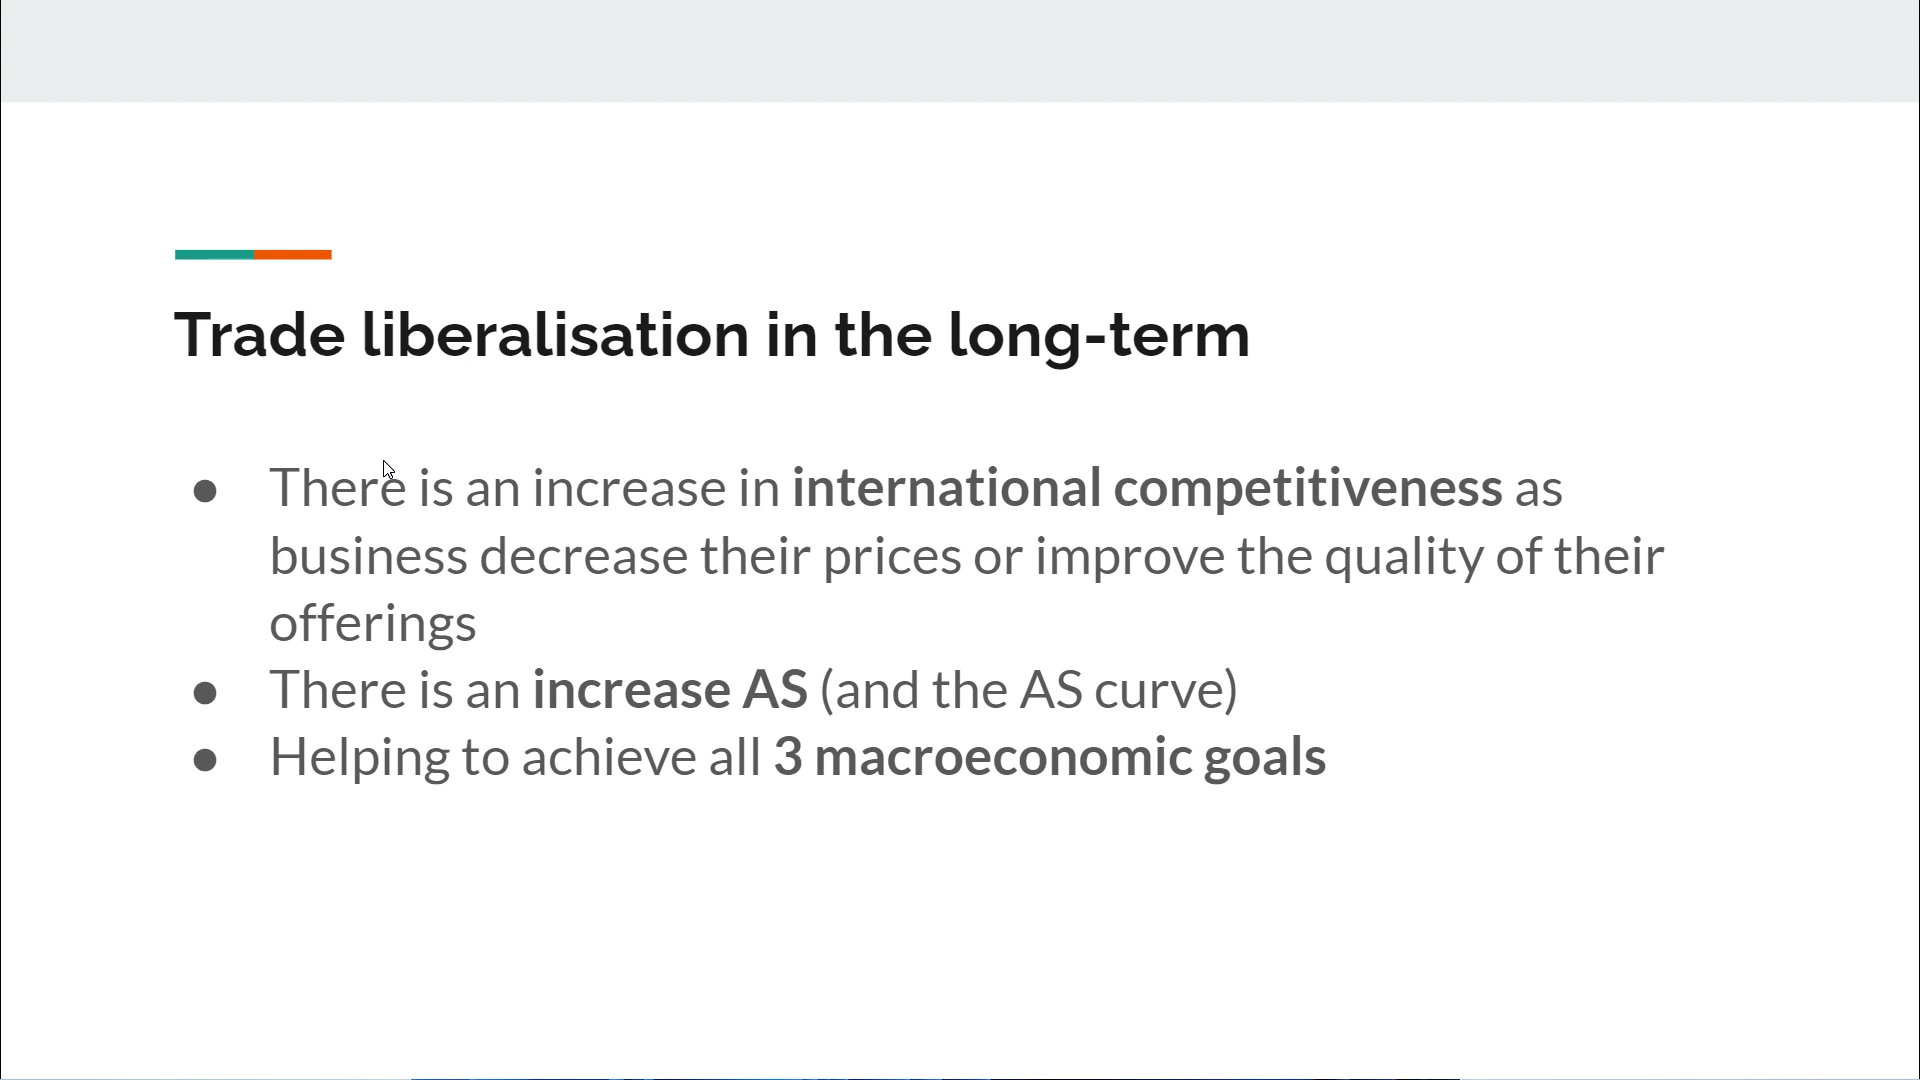 Trade liberalisation in the long-term
● There is an increase in international competitiveness as
business decrease their prices or improve the quality of their
offerings
● There is an increase AS (and the AS curve)
● Helping to achieve all 3 macroeconomic goals